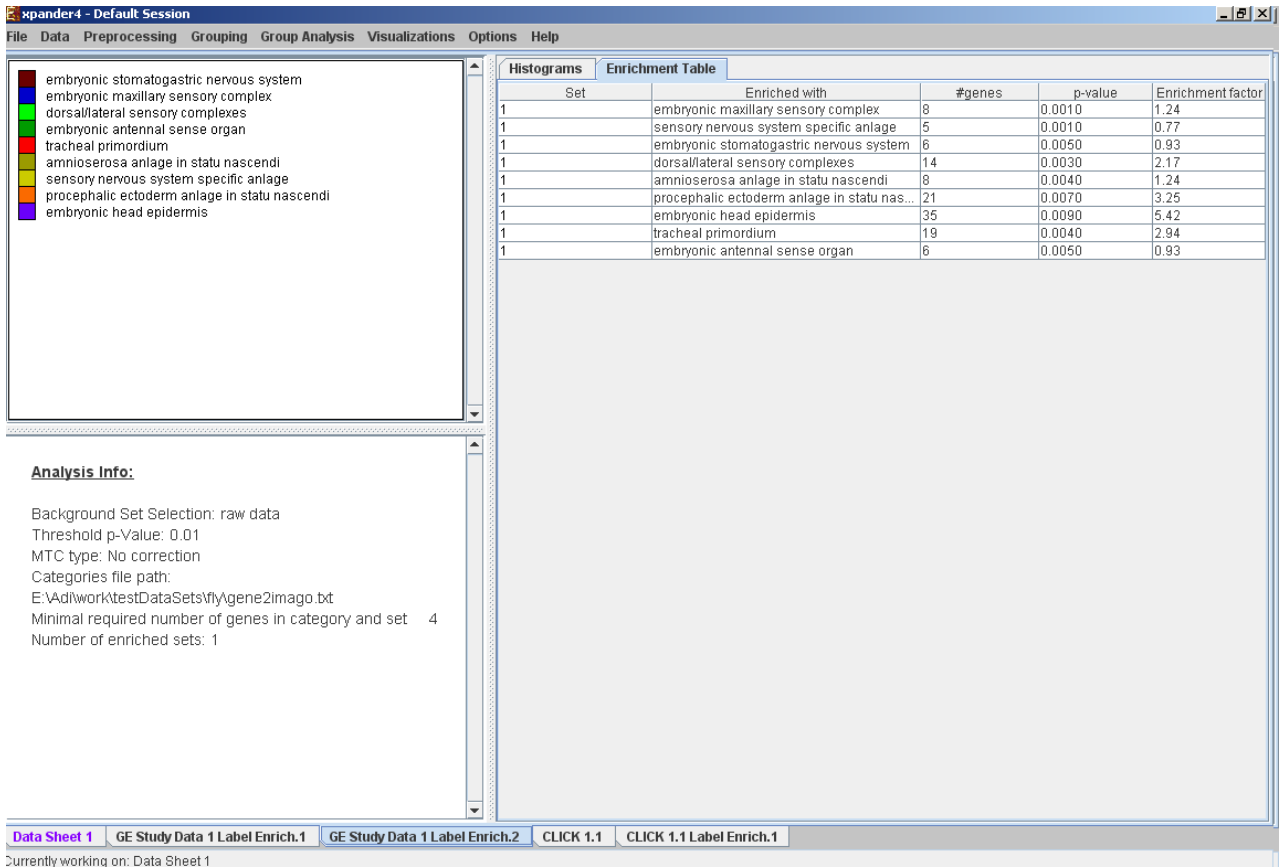 xpander4 - Default Session
File Data Preprocessing Grouping Group Analysis Visualizations Options Help
embryonic stomatogastric nervous system
embryonic maxillary sensory complex
dorsal/lateral sensory complexes
embryonic antennal sense organ
tracheal primordium
amnioserosa anlage in statu nascendi
sensory nervous system specific anlage
procephalic ectoderm anlage in statu nascendi
embryonic head epidermis
Histograms Enrichment Table
Set Enriched with #genes p-value Enrichment factor
1 embryonic maxillary sensory complex 8 0.0010 1.24
1 sensory nervous system specific anlage 5 0.0010 0.77
1 embryonic stomatogastric nervous system 6 0.0050 0.93
1 dorsal/lateral sensory complexes 14 0.0030 2.17
1 amnioserosa anlage in statu nascendi 8 0.0040 1.24
1 procephalic ectoderm anlage in statu nas... 21 0.0070 3.25
1 embryonic head epidermis 35 0.0090 5.42
1 tracheal primordium 19 0.0040 2.94
1 embryonic antennal sense organ 6 0.0050 0.93
Analysis Info:
Background Set Selection: raw data
Threshold p-Value: 0.01
MTC type: No correction
Categories file path:
E:\Adi\work\testDataSets\fly\gene2imago.txt
Minimal required number of genes in category and set 4
Number of enriched sets: 1
Data Sheet 1 GE Study Data 1 Label Enrich.1 GE Study Data 1 Label Enrich.2 CLICK 1.1 CLICK 1.1 Label Enrich.1
Currently working on: Data Sheet 1